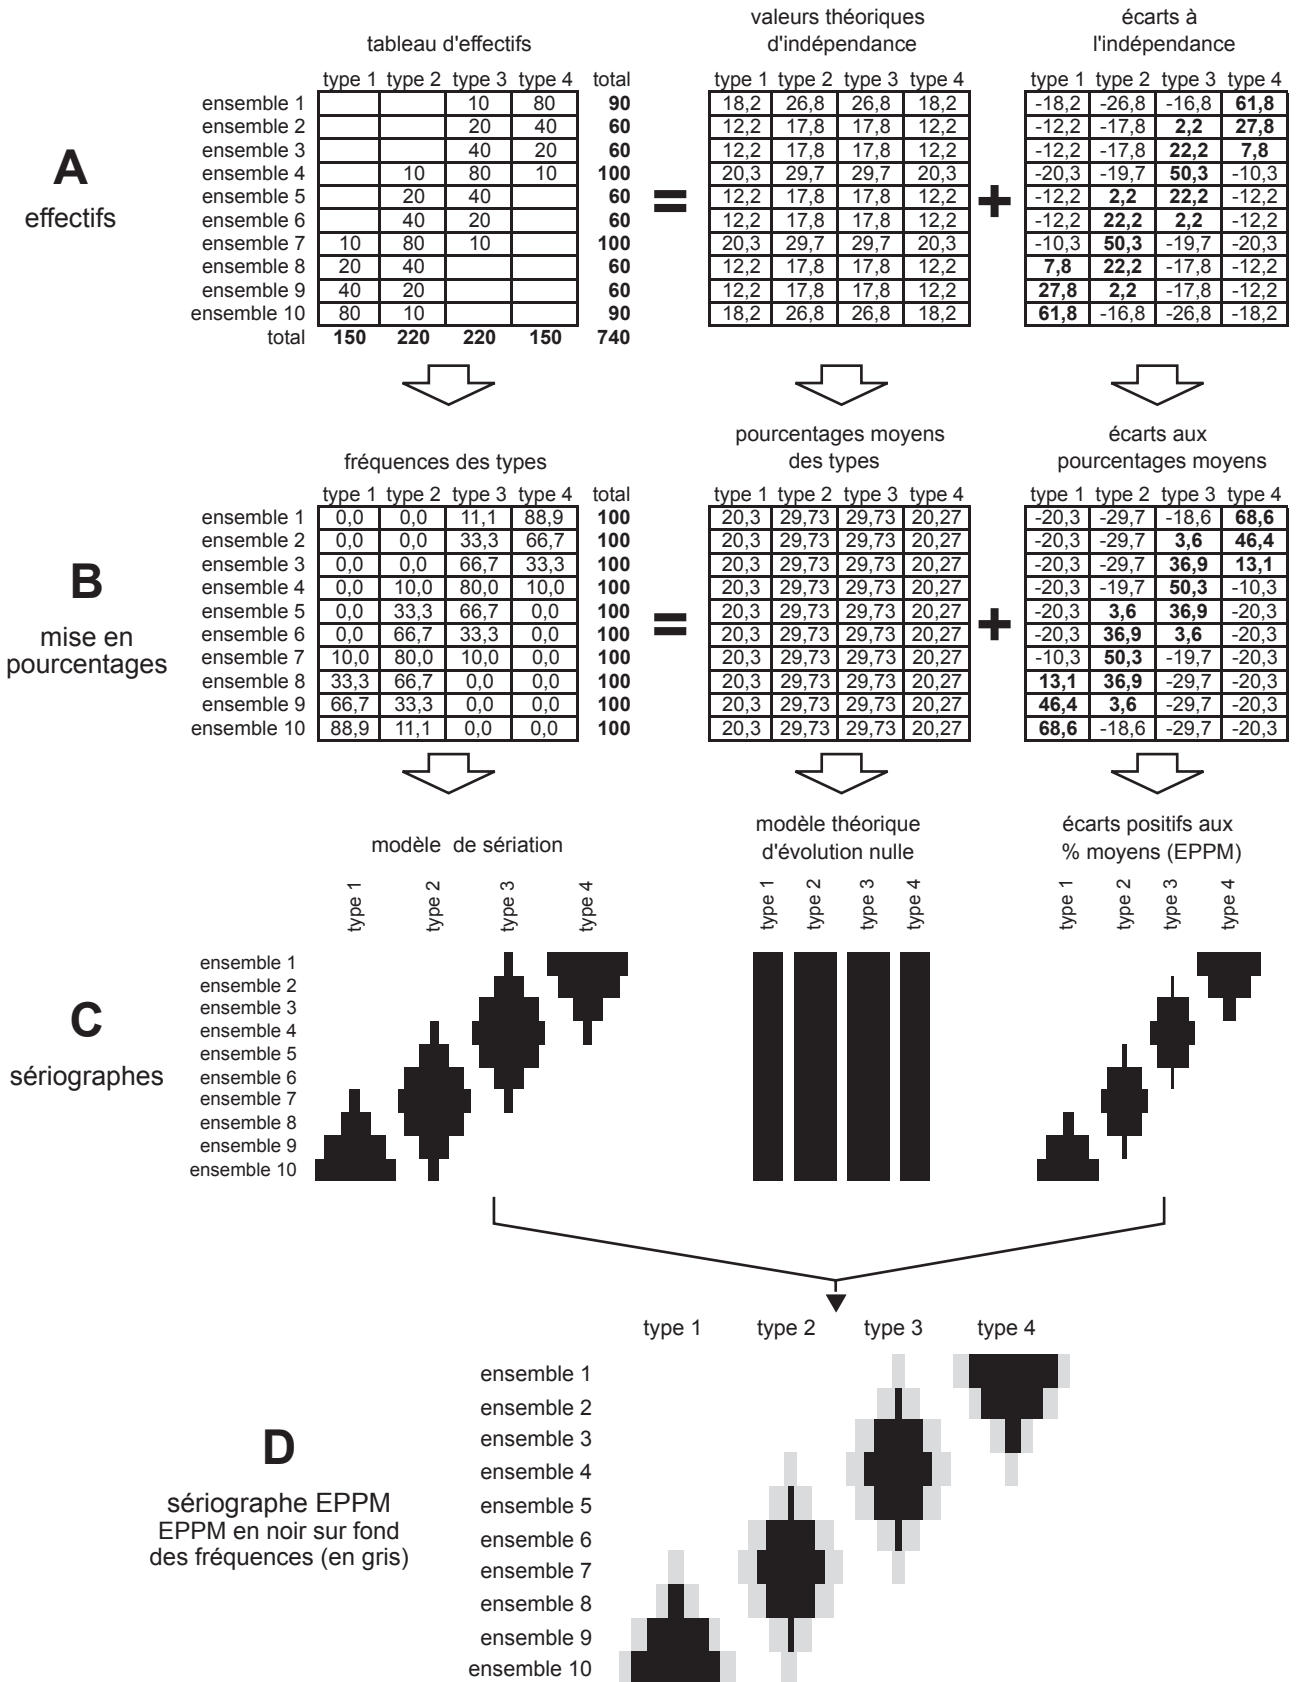 tableau d'effectifs
valeurs théoriques
d'indépendance
écarts à
l'indépendance
type 1 type 2 type 3 type 4 total type 1 type 2 type 3 type 4 type 1 type 2 type 3 type 4
ensemble 1 10 80 90 18,2 26,8 26,8 18,2 -18,2 -26,8 -16,8 61,8
ensemble 2 20 40 60 12,2 17,8 17,8 12,2 -12,2 -17,8 2,2 27,8
ensemble 3 40 20 60 12,2 17,8 17,8 12,2 -12,2 -17,8 22,2 7,8
ensemble 4 10 80 10 100 20,3 29,7 29,7 20,3 -20,3 -19,7 50,3 -10,3
ensemble 5 20 40 60 12,2 17,8 17,8 12,2 -12,2 2,2 22,2 -12,2
ensemble 6 40 20 60 12,2 17,8 17,8 12,2 -12,2 22,2 2,2 -12,2
ensemble 7 10 80 10 100 20,3 29,7 29,7 20,3 -10,3 50,3 -19,7 -20,3
ensemble 8 20 40 60 12,2 17,8 17,8 12,2 7,8 22,2 -17,8 -12,2
ensemble 9 40 20 60 12,2 17,8 17,8 12,2 27,8 2,2 -17,8 -12,2
ensemble 10 80 10 90 18,2 26,8 26,8 18,2 61,8 -16,8 -26,8 -18,2
total 150 220 220 150 740
A
effectifs
=
+
fréquences des types
pourcentages moyens
des types
écarts aux
pourcentages moyens
type 1 type 2 type 3 type 4 total type 1 type 2 type 3 type 4 type 1 type 2 type 3 type 4
ensemble 1 0,0 0,0 11,1 88,9 100 20,3 29,73 29,73 20,27 -20,3 -29,7 -18,6 68,6
ensemble 2 0,0 0,0 33,3 66,7 100 20,3 29,73 29,73 20,27 -20,3 -29,7 3,6 46,4
ensemble 3 0,0 0,0 66,7 33,3 100 20,3 29,73 29,73 20,27 -20,3 -29,7 36,9 13,1
ensemble 4 0,0 10,0 80,0 10,0 100 20,3 29,73 29,73 20,27 -20,3 -19,7 50,3 -10,3
ensemble 5 0,0 33,3 66,7 0,0 100 20,3 29,73 29,73 20,27 -20,3 3,6 36,9 -20,3
ensemble 6 0,0 66,7 33,3 0,0 100 20,3 29,73 29,73 20,27 -20,3 36,9 3,6 -20,3
ensemble 7 10,0 80,0 10,0 0,0 100 20,3 29,73 29,73 20,27 -10,3 50,3 -19,7 -20,3
ensemble 8 33,3 66,7 0,0 0,0 100 20,3 29,73 29,73 20,27 13,1 36,9 -29,7 -20,3
ensemble 9 66,7 33,3 0,0 0,0 100 20,3 29,73 29,73 20,27 46,4 3,6 -29,7 -20,3
ensemble 10 88,9 11,1 0,0 0,0 100 20,3 29,73 29,73 20,27 68,6 -18,6 -29,7 -20,3
B
mise en
pourcentages
=
+
modèle de sériation
modèle théorique
d'évolution nulle
écarts positifs aux
% moyens (EPPM)
type 1 type 2 type 3 type 4 type 1 type 2 type 3 type 4 type 1 type 2 type 3 type 4
ensemble 1
ensemble 2
ensemble 3
ensemble 4
ensemble 5
ensemble 6
ensemble 7
ensemble 8
ensemble 9
ensemble 10
C
sériographes
type 1 type 2 type 3 type 4
ensemble 1
ensemble 2
ensemble 3
ensemble 4
ensemble 5
ensemble 6
ensemble 7
ensemble 8
ensemble 9
ensemble 10
D
sériographe EPPM
EPPM en noir sur fond
des fréquences (en gris)